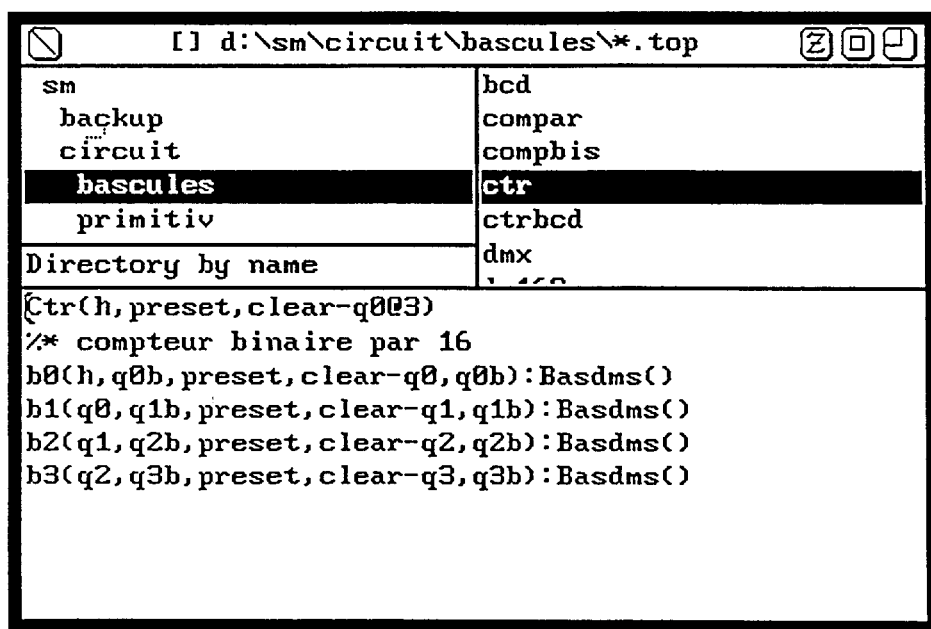 [] d:\sm\circuit\bascules\*.top
sm
backup
circuit
bascules
primitiv
Directory by name
bcd
compar
compbis
ctr
ctrbcd
dmx
Ctr(h,preset,clear-q0@3)
%* compteur binaire par 16
b0(h,q0b,preset,clear-q0,q0b):Basdms()
b1(q0,q1b,preset,clear-q1,q1b):Basdms()
b2(q1,q2b,preset,clear-q2,q2b):Basdms()
b3(q2,q3b,preset,clear-q3,q3b):Basdms()